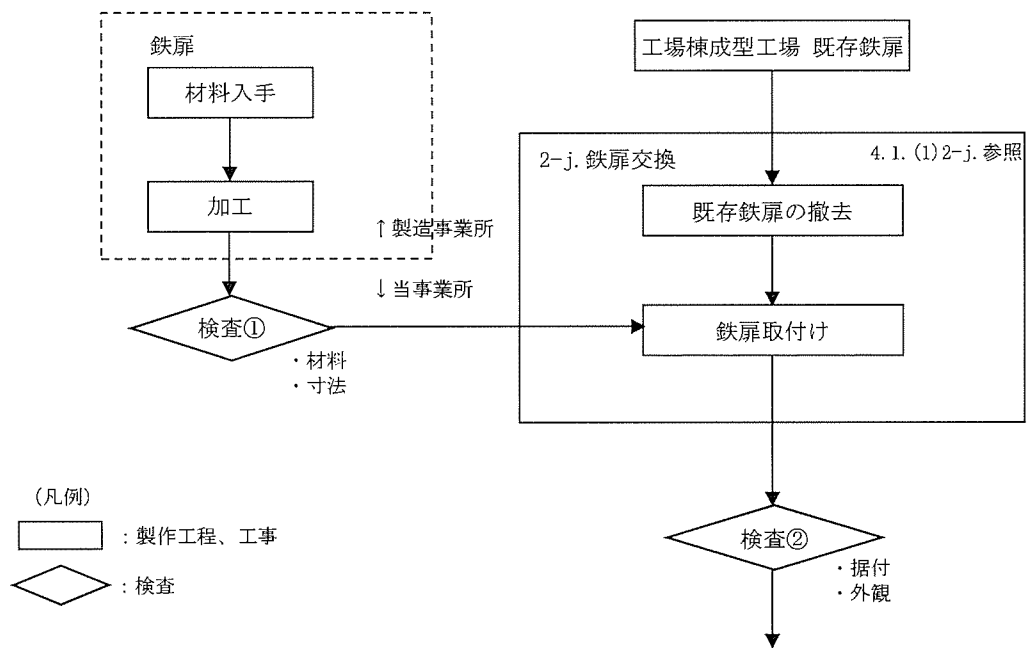 鉄扉
材料入手
加工
↑製造事業所
↓当事業所
検査①
・材料
・寸法
工場棟成型工場 既存鉄扉
2-j.鉄扉交換
4.1.(1)2-j.参照
既存鉄扉の撤去
鉄扉取付け
検査②
・据付
・外観
(凡例)
：製作工程、工事
：検査